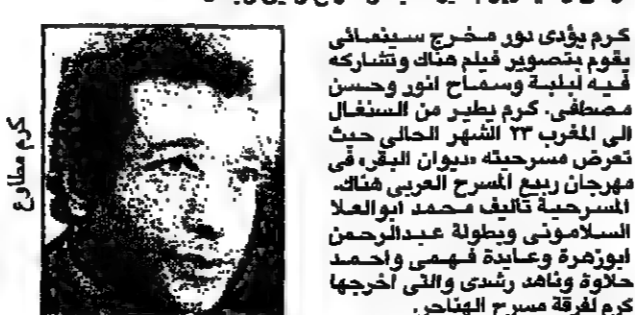 كرم يؤدى دور مخرج سينمائى
يقوم بتصوير فيلم هناك وتشاركه
فيه لبلبة وسماح انور وحسن
مصطفى. كرم يطير من السنغال
الى المغرب ٢٣ الشهر الحالى حيث
تعرض مسرحيته «ديوان البقر» فى
مهرجان ربيع المسرح العربى هناك.
المسرحية تاليف محمد ابوالعلا
السلامونى وبطولة عبدالرحمن
ابوزهرة وعايدة فهمى واحمد
حلاوة وناهد رشدى والتى اخرجها
كرم لفرقة مسرح الهناجر.
كرم مطاوع